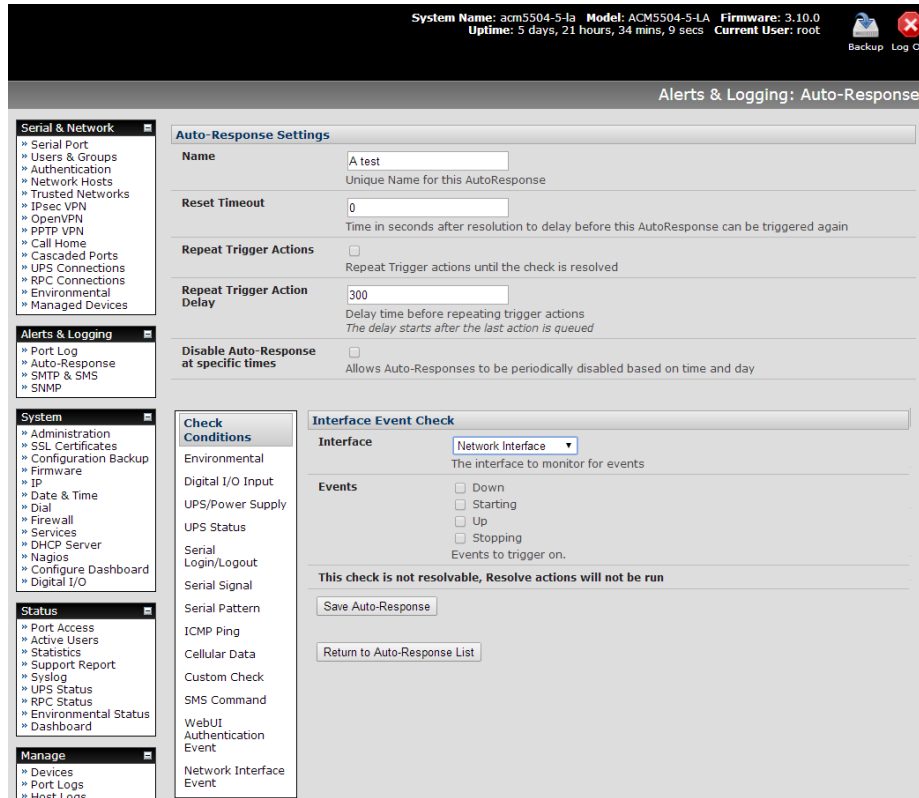 System Name: acm5504-5-la Model: ACM5504-5-LA Firmware: 3.10.0
Uptime: 5 days, 21 hours, 34 mins, 9 secs Current User: root
Backup Log O
Alerts & Logging: Auto-Response
Serial & Network
» Serial Port
» Users & Groups
» Authentication
» Network Hosts
» Trusted Networks
» IPsec VPN
» OpenVPN
» PPTP VPN
» Call Home
» Cascaded Ports
» UPS Connections
» RPC Connections
» Environmental
» Managed Devices
Alerts & Logging
» Port Log
» Auto-Response
» SMTP & SMS
» SNMP
System
» Administration
» SSL Certificates
» Configuration Backup
» Firmware
» IP
» Date & Time
» Dial
» Firewall
» Services
» DHCP Server
» Nagios
» Configure Dashboard
» Digital I/O
Status
» Port Access
» Active Users
» Statistics
» Support Report
» Syslog
» UPS Status
» RPC Status
» Environmental Status
» Dashboard
Manage
» Devices
» Port Logs
» Host Logs
Auto-Response Settings
Name
A test
Unique Name for this AutoResponse
Reset Timeout
0
Time in seconds after resolution to delay before this AutoResponse can be triggered again
Repeat Trigger Actions
Repeat Trigger actions until the check is resolved
Repeat Trigger Action
Delay
300
Delay time before repeating trigger actions
The delay starts after the last action is queued
Disable Auto-Response
at specific times
Allows Auto-Responses to be periodically disabled based on time and day
Check
Conditions
Environmental
Digital I/O Input
UPS/Power Supply
UPS Status
Serial
Login/Logout
Serial Signal
Serial Pattern
ICMP Ping
Cellular Data
Custom Check
SMS Command
WebUI
Authentication
Event
Network Interface
Event
Interface Event Check
Interface
Network Interface
The interface to monitor for events
Events
Down
Starting
Up
Stopping
Events to trigger on.
This check is not resolvable, Resolve actions will not be run
Save Auto-Response
Return to Auto-Response List